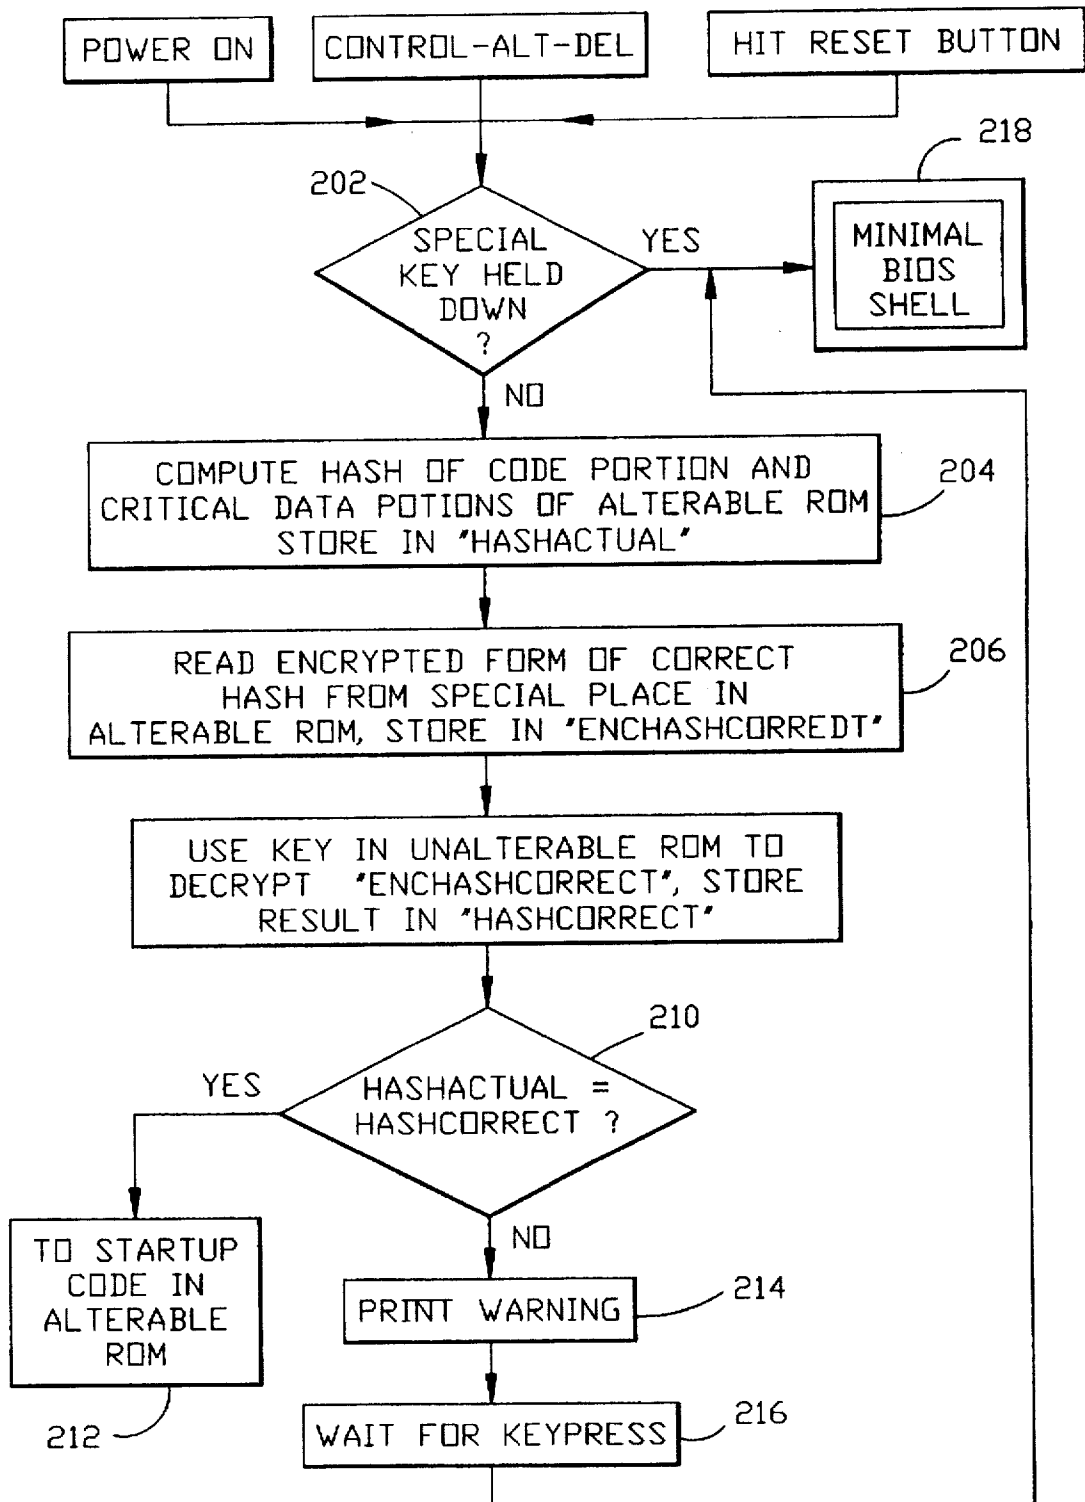 POWER ON
CONTROL-ALT-DEL
HIT RESET BUTTON
218
202
SPECIAL
KEY HELD
DOWN
?
YES
MINIMAL
BIOS
SHELL
NO
COMPUTE HASH OF CODE PORTION AND
CRITICAL DATA POTIONS OF ALTERABLE ROM
STORE IN "HASHACTUAL"
204
READ ENCRYPTED FORM OF CORRECT
HASH FROM SPECIAL PLACE IN
ALTERABLE ROM, STORE IN "ENCHASHCORREDT"
206
USE KEY IN UNALTERABLE ROM TO
DECRYPT "ENCHASHCORRECT", STORE
RESULT IN "HASHCORRECT"
210
HASHACTUAL =
HASHCORRECT ?
YES
NO
TO STARTUP
CODE IN
ALTERABLE
ROM
212
PRINT WARNING
214
WAIT FOR KEYPRESS
216